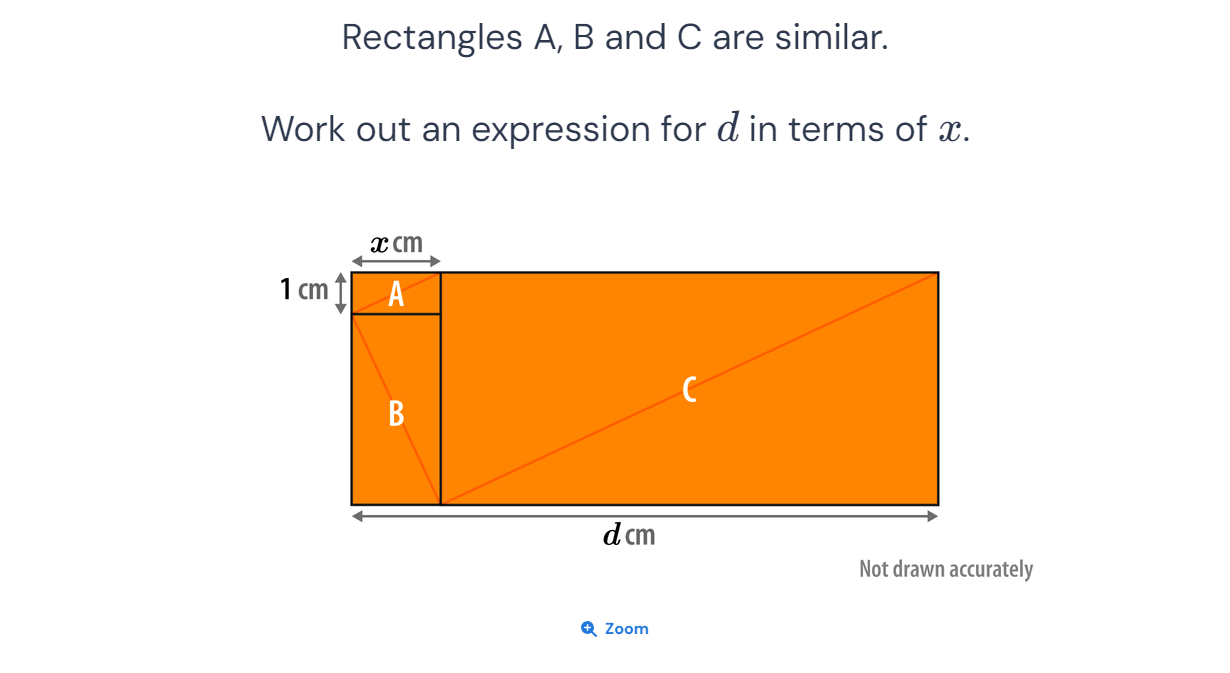 Rectangles A, B and C are similar.
Work out an expression for d in terms of x.
x cm
1 cm
A
B
C
d cm
Not drawn accurately
Zoom